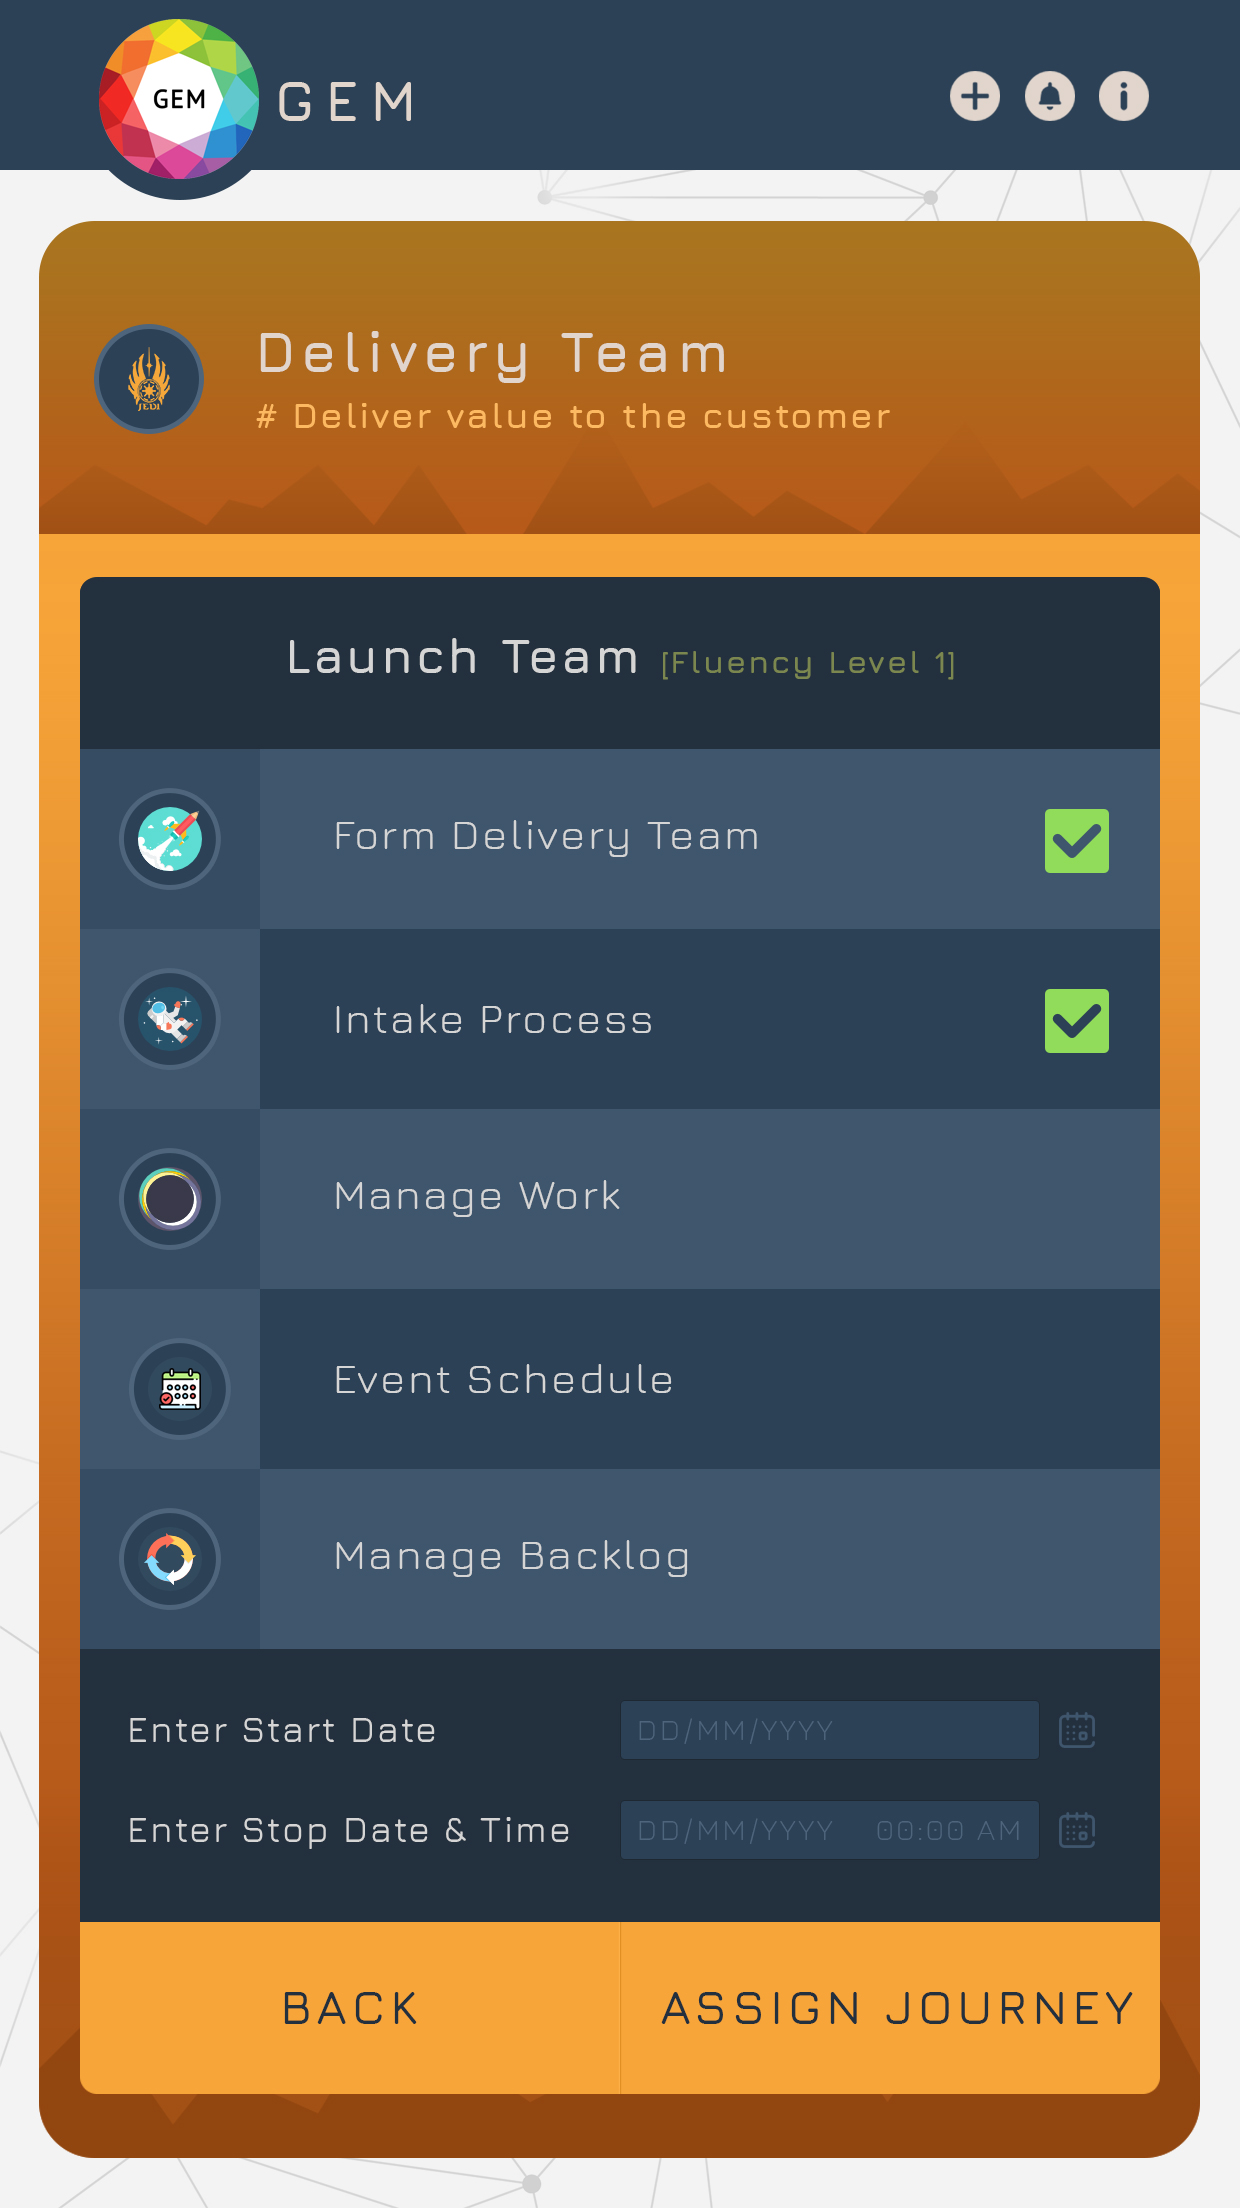 GEM
GEM
Delivery Team
# Deliver value to the customer
JEDI
Launch Team [Fluency Level 1]
Form Delivery Team
Intake Process
Manage Work
Event Schedule
Manage Backlog
Enter Start Date DD/MM/YYYY
Enter Stop Date & Time DD/MM/YYYY 00:00 AM
BACK ASSIGN JOURNEY